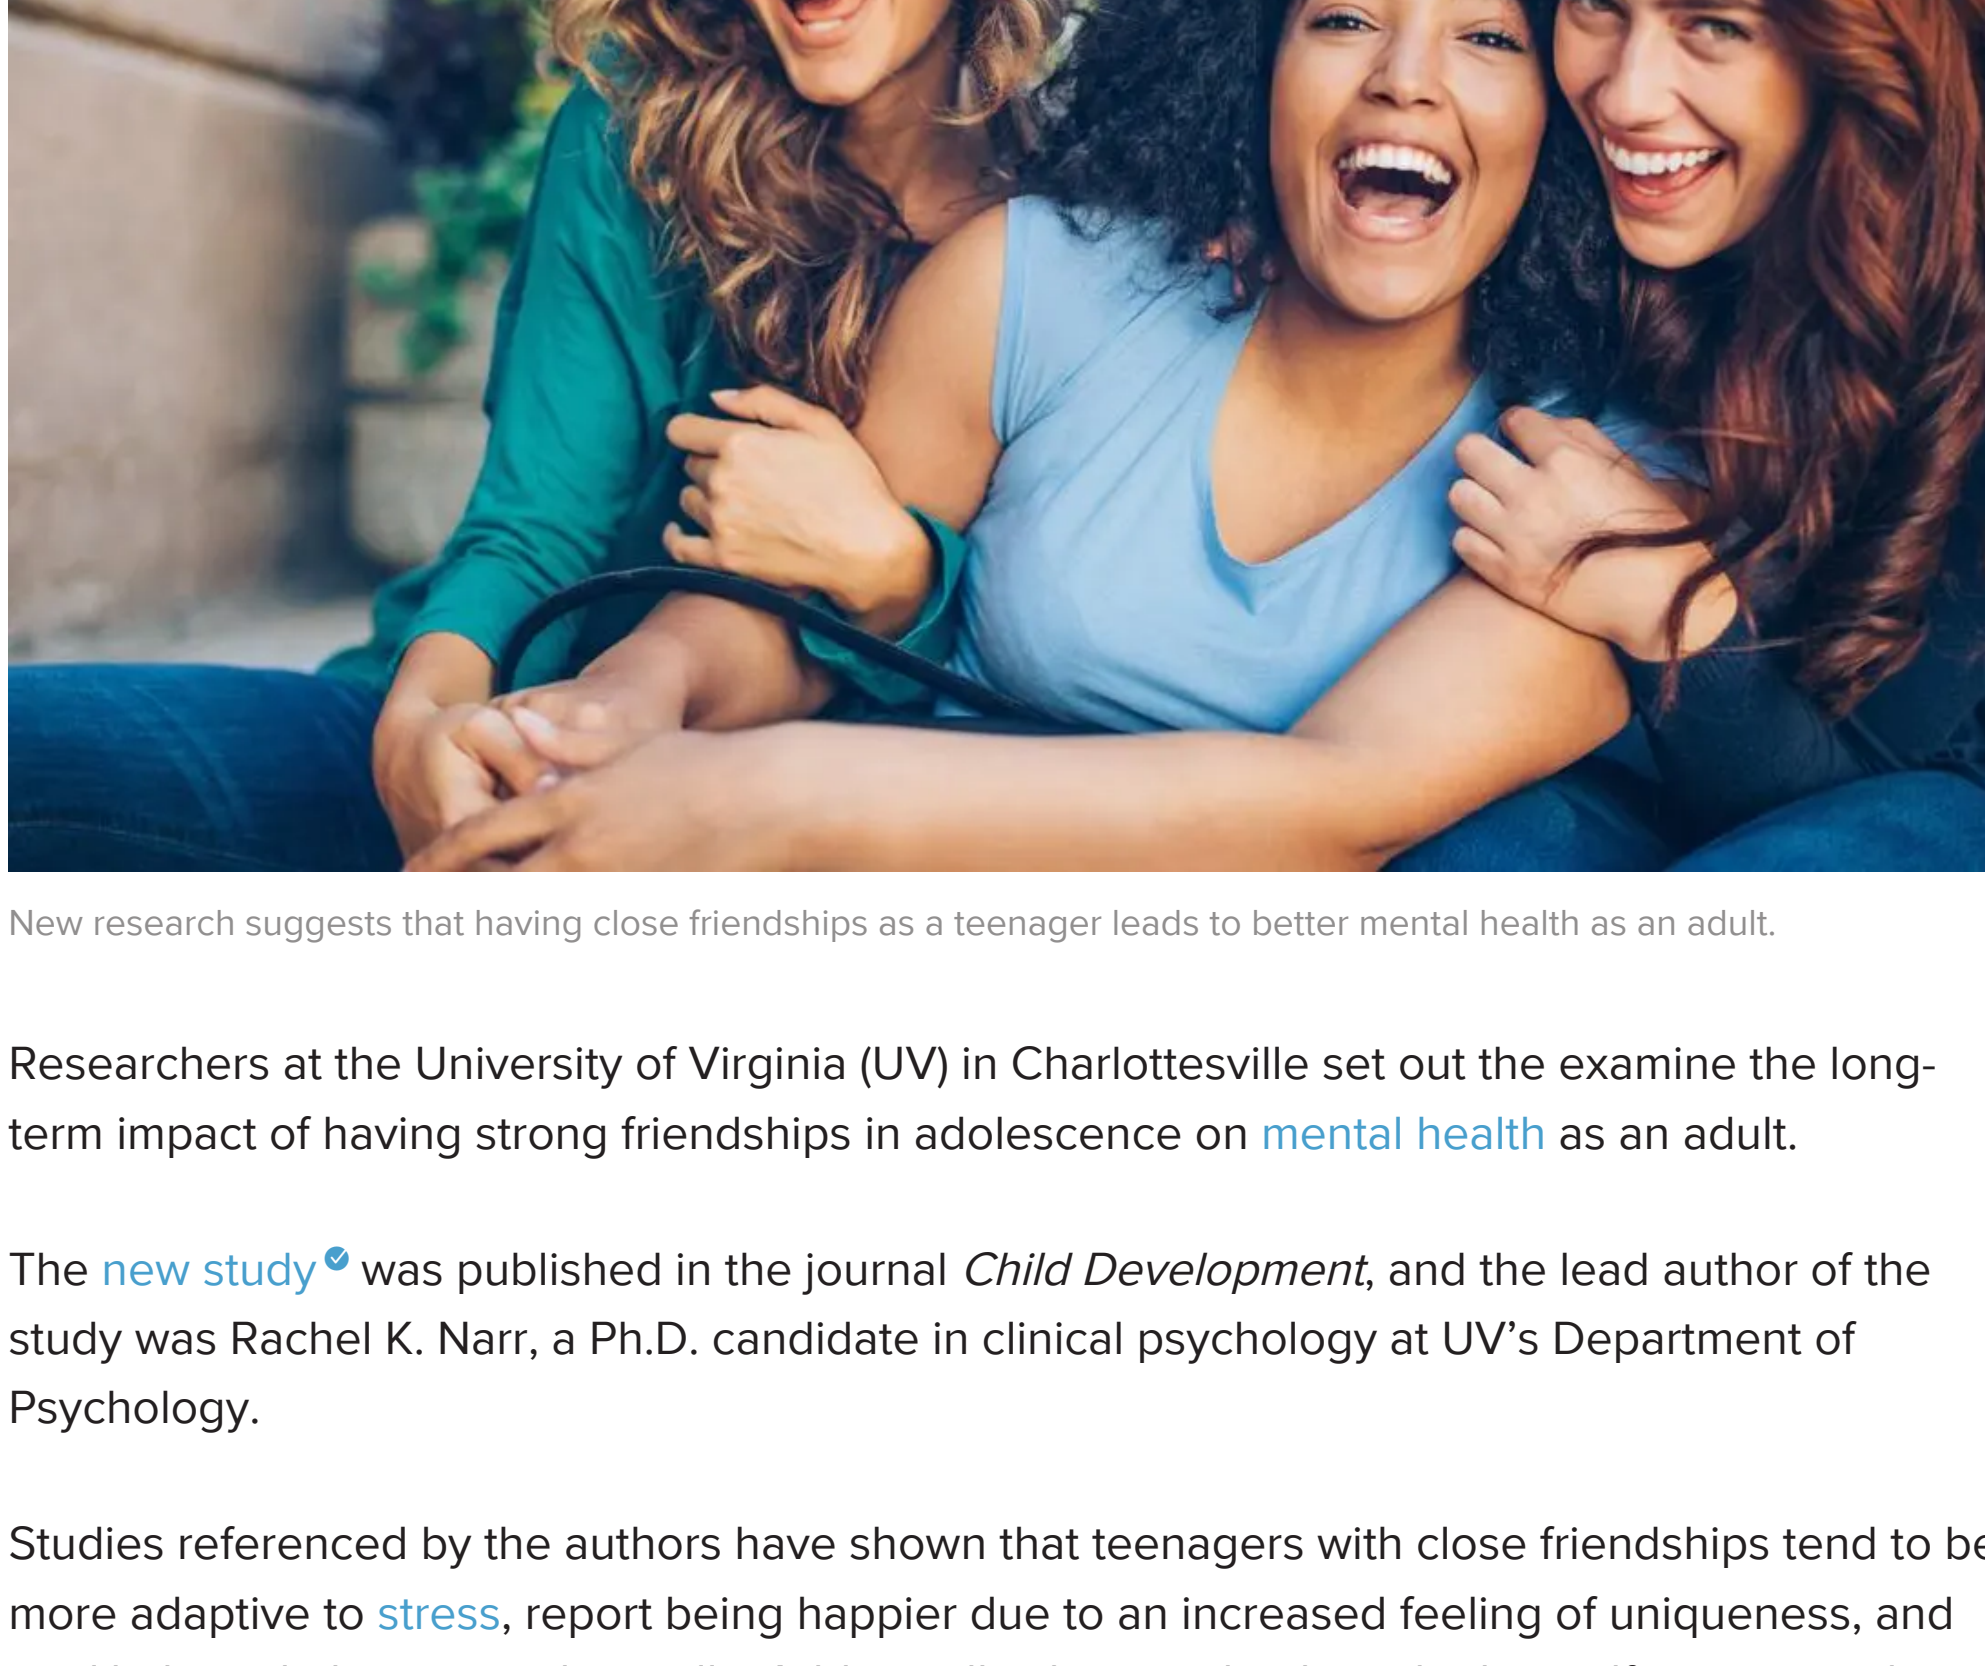 New research suggests that having close friendships as a teenager leads to better mental health as an adult.
Researchers at the University of Virginia (UV) in Charlottesville set out the examine the long-
term impact of having strong friendships in adolescence on mental health as an adult.
The new study was published in the journal Child Development, and the lead author of the
study was Rachel K. Narr, a Ph.D. candidate in clinical psychology at UV’s Department of
Psychology.
Studies referenced by the authors have shown that teenagers with close friendships tend to be
more adaptive to stress, report being happier due to an increased feeling of uniqueness, and